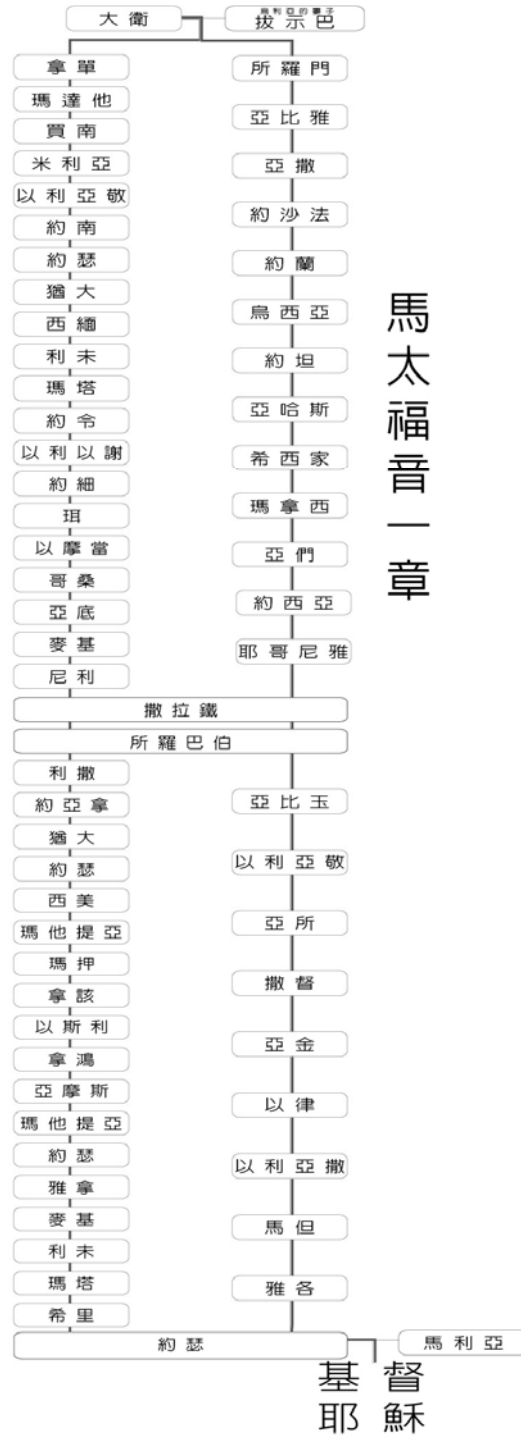 大衛
烏利亞的妻子
拔示巴
拿單
瑪達他
買南
米利亞
以利亞敬
約南
約瑟
猶大
西緬
利未
瑪塔
約令
以利以謝
約細
珥
以摩當
哥桑
亞底
麥基
尼利
所羅門
亞比雅
亞撒
約沙法
約蘭
烏西亞
約坦
亞哈斯
希西家
瑪拿西
亞們
約西亞
耶哥尼雅
馬太福音一章
撒拉鐵
所羅巴伯
利撒
約亞拿
猶大
約瑟
西美
瑪他提亞
瑪押
拿該
以斯利
拿鴻
亞摩斯
瑪他提亞
約瑟
雅拿
麥基
利未
瑪塔
希里
亞比玉
以利亞敬
亞所
撒督
亞金
以律
以利亞撒
馬但
雅各
約瑟
馬利亞
基督
耶穌